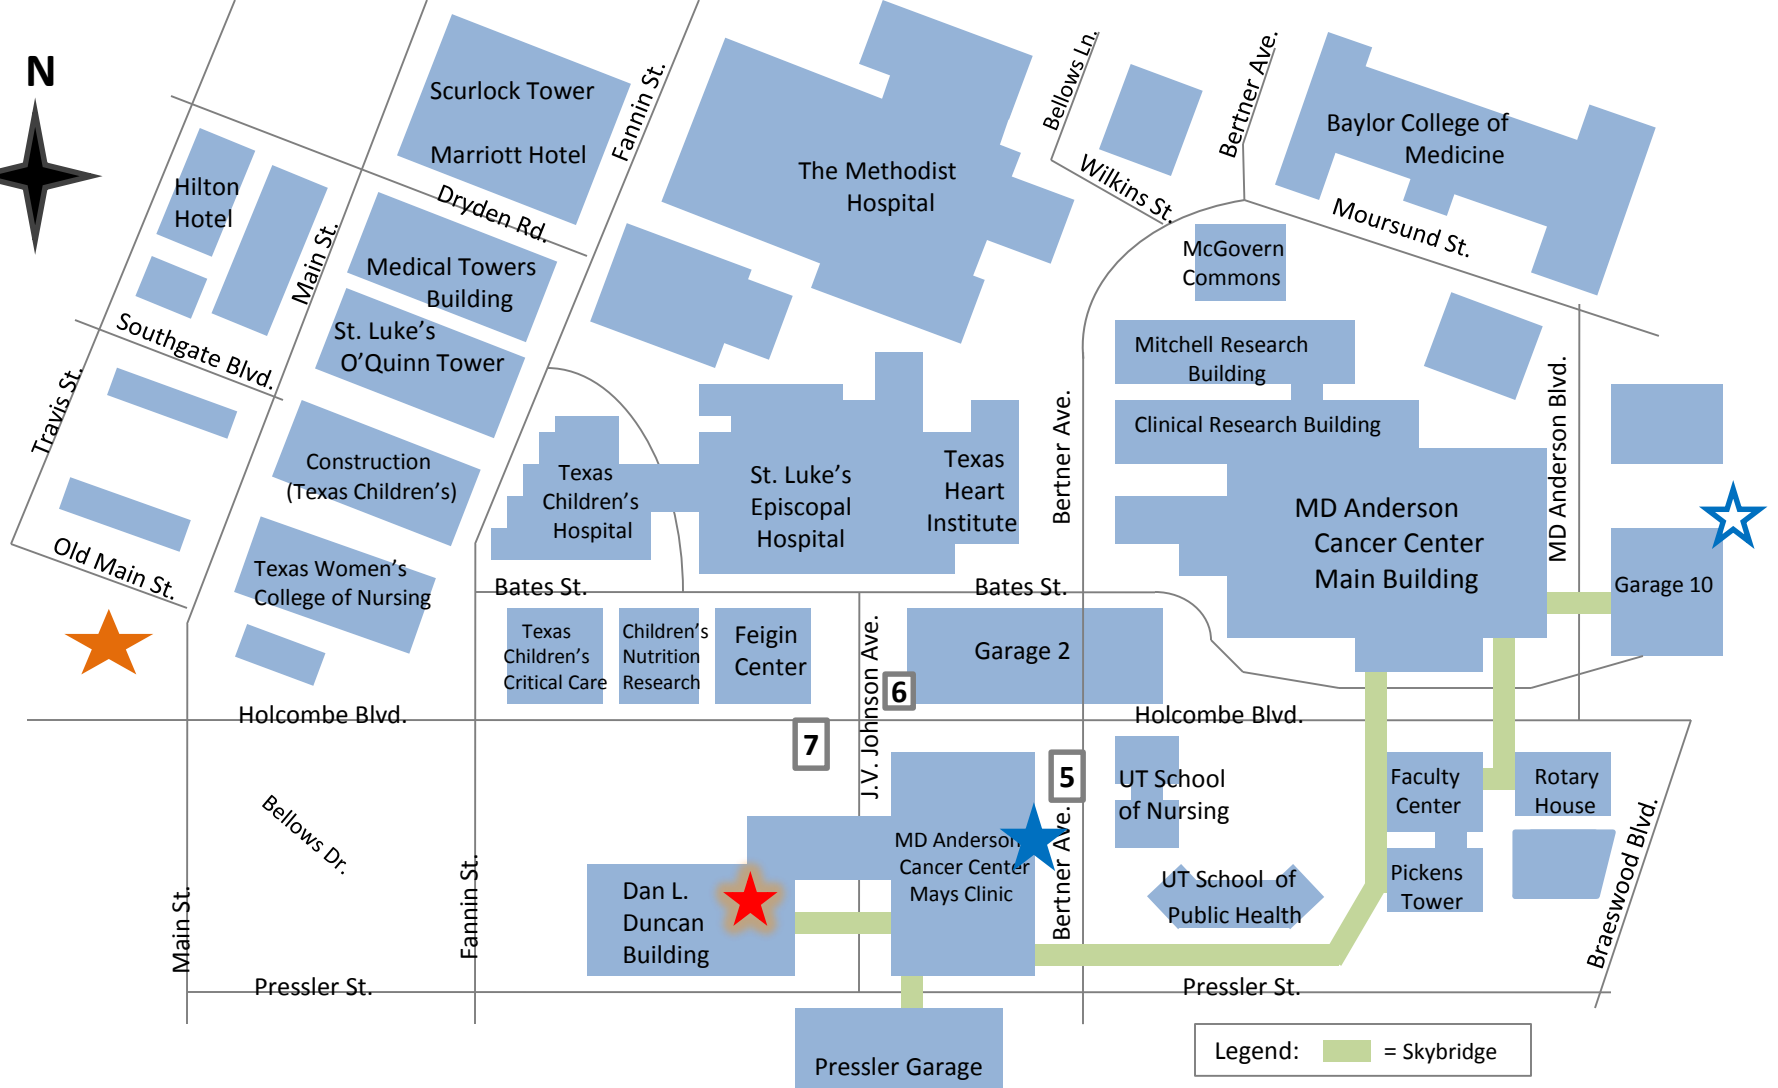 N
Scurlock Tower
Marriott Hotel
Fannin St.
Bellows Ln.
Bertner Ave.
Baylor College of
Medicine
Hilton
Hotel
Dryden Rd.
The Methodist
Hospital
Wilkins St.
Moursund St.
Main St.
Medical Towers
Building
McGovern
Commons
Southgate Blvd.
St. Luke's
O'Quinn Tower
Mitchell Research
Building
Travis St.
MD Anderson Blvd.
Clinical Research Building
Bertner Ave.
Construction
(Texas Children's)
Texas
Children's
Hospital
St. Luke's
Episcopal
Hospital
Texas
Heart
Institute
MD Anderson
Cancer Center
Main Building
Old Main St.
Texas Women's
College of Nursing
Bates St.
Bates St.
Garage 10
Texas
Children's
Critical Care
Children's
Nutrition
Research
Feigin
Center
J.V. Johnson Ave.
Garage 2
6
Holcombe Blvd.
Holcombe Blvd.
7
5
UT School
of Nursing
Faculty
Center
Rotary
House
Bellows Dr.
MD Anderson
Cancer Center
Mays Clinic
Bertner Ave.
Braeswood Blvd.
Main St.
Fannin St.
Dan L.
Duncan
Building
UT School of
Public Health
Pickens
Tower
Pressler St.
Pressler St.
Pressler Garage
Legend: = Skybridge